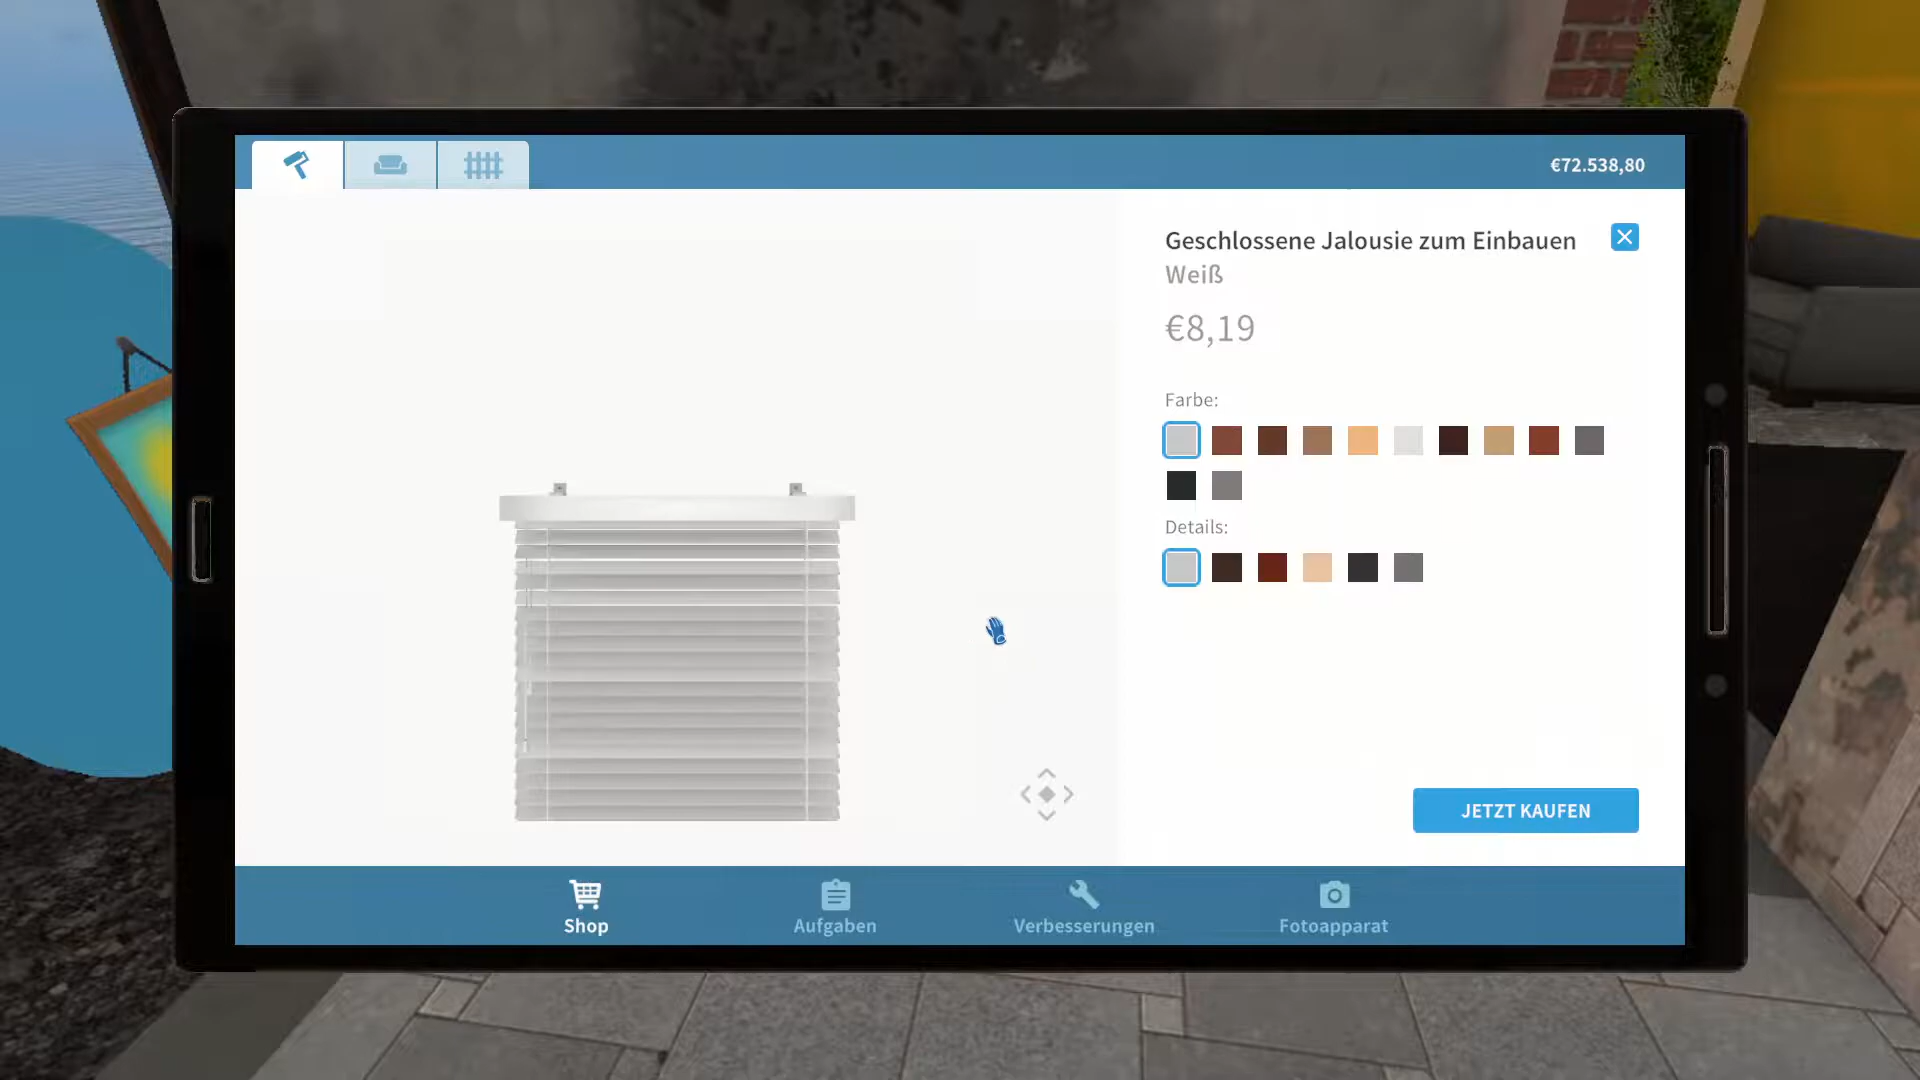 €72.538,80
Geschlossene Jalousie zum Einbauen
Weiß
€8,19
Farbe:
Details:
JETZT KAUFEN
Shop
Aufgaben
Verbesserungen
Fotoapparat